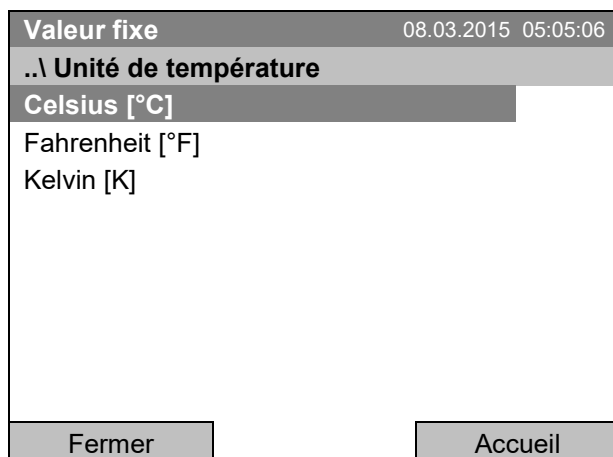 Valeur fixe 08.03.2015 05:05:06
..\ Unité de température
Celsius [°C]
Fahrenheit [°F]
Kelvin [K]
Fermer Accueil